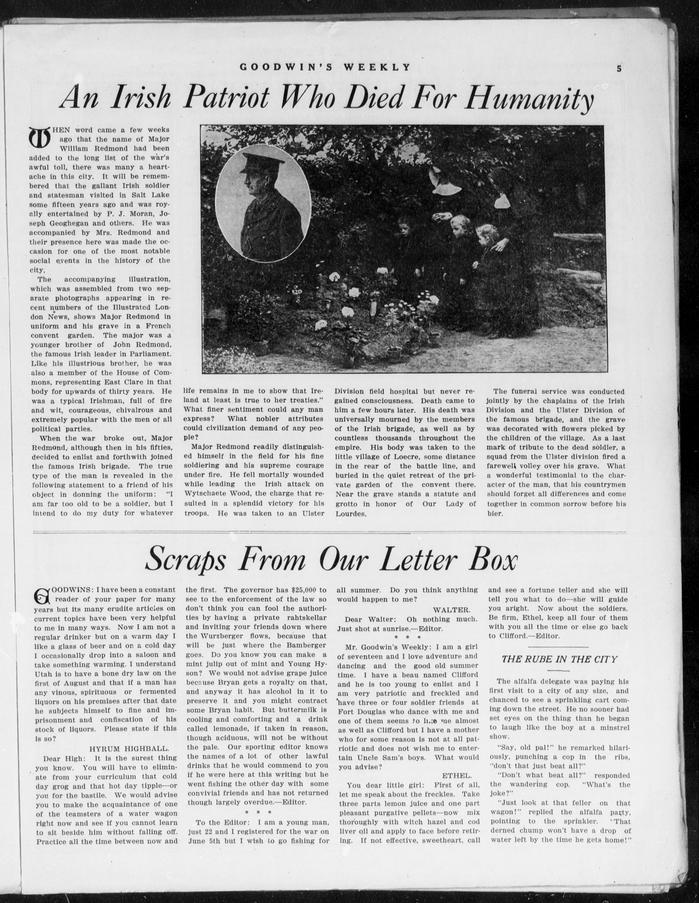 GOODWIN'S WEEKLY 5
An Irish Patriot Who Died For Humanity
WHEN word came a few weeks
ago that the name of Major
William Redmond had been
added to the long list of the war's
awful toll, there was many a heart-
ache in this city. It will be remem-
bered that the gallant Irish soldier
and statesman visited in Salt Lake
some fifteen years ago and was roy-
ally entertained by P. J. Moran, Jo-
seph Geoghegan and others. He was
accompanied by Mrs. Redmond and
their presence here was made the oc-
casion for one of the most notable
social events in the history of the
city.
The accompanying illustration,
which was assembled from two sep-
arate photographs appearing in re-
cent numbers of the Illustrated Lon-
don News, shows Major Redmond in
uniform and his grave in a French
convent garden. The major was a
younger brother of John Redmond,
the famous Irish leader in Parliament.
Like his illustrious brother, he was
also a member of the House of Com-
mons, representing East Clare in that
body for upwards of thirty years. He
was a typical Irishman, full of fire
and wit, courageous, chivalrous and
extremely popular with the men of all
political parties.
When the war broke out, Major
Redmond, although then in his fifties,
decided to enlist and forthwith joined
the famous Irish brigade. The true
type of the man is revealed in the
following statement to a friend of his
object in donning the uniform: "I
am far too old to be a soldier, but I
intend to do my duty for whatever
life remains in me to show that Ire-
land at least is true to her treaties."
What finer sentiment could any man
express? What nobler attributes
could civilization demand of any peo-
ple?
Major Redmond readily distinguish-
ed himself in the field for his fine
soldiering and his supreme courage
under fire. He fell mortally wounded
while leading the Irish attack on
Wytschaete Wood, the charge that re-
sulted in a splendid victory for his
troops. He was taken to an Ulster
Division field hospital but never re-
gained consciousness. Death came to
him a few hours later. His death was
universally mourned by the members
of the Irish brigade, as well as by
countless thousands throughout the
empire. His body was taken to the
little village of Loecre, some distance
in the rear of the battle line, and
buried in the quiet retreat of the pri-
vate garden of the convent there.
Near the grave stands a statute and
grotto in honor of Our Lady of
Lourdes.
The funeral service was conducted
jointly by the chaplains of the Irish
Division and the Ulster Division of
the famous brigade, and the grave
was decorated with flowers picked by
the children of the village. As a last
mark of tribute to the dead soldier, a
squad from the Ulster division fired a
farewell volley over his grave. What
a wonderful testimonial to the char-
acter of the man, that his countrymen
should forget all differences and come
together in common sorrow before his
bier.
Scraps From Our Letter Box
GOODWINS: I have been a constant
reader of your paper for many
years but its many erudite articles on
current topics have been very helpful
to me in many ways. Now I am not a
regular drinker but on a warm day I
like a glass of beer and on a cold day
I occasionally drop into a saloon and
take something warming. I understand
Utah is to have a bone dry law on the
first of August and that if a man has
any vinous, spirituous or fermented
liquors on his premises after that date
he subjects himself to fine and im-
prisonment and confiscation of his
stock of liquors. Please state if this
is so?
HYRUM HIGHBALL.
Dear High: It is the surest thing
you know. You will have to elimin-
ate from your curriculum that cold
day grog and that hot day tipple—or
you for the bastile. We would advise
you to make the acquaintance of one
of the teamsters of a water wagon
right now and see if you cannot learn
to sit beside him without falling off.
Practice all the time between now and
the first. The governor has $25,000 to
see to the enforcement of the law so
don't think you can fool the authori-
ties by having a private rahtskellar
and inviting your friends down where
the Wurzberger flows, because that
will be just where the Bamberger
goes. Do you know you can make a
mint julip out of mint and Young Hy-
son? We would not advise grape juice
because Bryan gets a royalty on that,
and anyway it has alcohol in it to
preserve it and you might contract
some Bryan habit. But buttermilk is
cooling and comforting and a drink
called lemonade, if taken in reason,
though aciduous, will not be without
the pale. Our sporting editor knows
the names of a lot of other lawful
drinks that he would commend to you
if he were here at this writing but he
went fishing the other day with some
convivial friends and has not returned
though largely overdue.—Editor.
* * *
To the Editor: I am a young man,
just 22 and I registered for the war on
June 5th but I wish to go fishing for
all summer. Do you think anything
would happen to me?
WALTER.
Dear Walter: Oh nothing much.
Just shot at sunrise.—Editor.
* * *
Mr. Goodwin's Weekly: I am a girl
of seventeen and I love adventure and
dancing and the good old summer
time. I have a beau named Clifford
and he is too young to enlist and I
am very patriotic and freckled and
have three or four soldier friends at
Fort Douglas who dance with me and
one of them seems to like me almost
as well as Clifford but I have a mother
who for some reason is not at all pat-
riotic and does not wish me to enter-
tain Uncle Sam's boys. What would
you advise?
ETHEL.
You dear little girl: First of all,
let me speak about the freckles. Take
three parts lemon juice and one part
pleasant purgative pellets—now mix
thoroughly with witch hazel and cod
liver oil and apply to face before retir-
ing. If not effective, sweetheart, call
and see a fortune teller and she will
tell you what to do—she will guide
you aright. Now about the soldiers.
Be firm, Ethel, keep all four of them
with you all the time or else go back
to Clifford.—Editor.
THE RUBE IN THE CITY
The alfalfa delegate was paying his
first visit to a city of any size, and
chanced to see a sprinkling cart com-
ing down the street. He no sooner had
set eyes on the thing than he began
to laugh like the boy at a minstrel
show.
"Say, old pal!" he remarked hilari-
ously, punching a cop in the ribs,
"don't that just beat all?"
"Don't what beat all?" responded
the wandering cop. "What's the
joke?"
"Just look at that feller on that
wagon!" replied the alfalfa party,
pointing to the sprinkler. "That
derned chump won't have a drop of
water left by the time he gets home!"